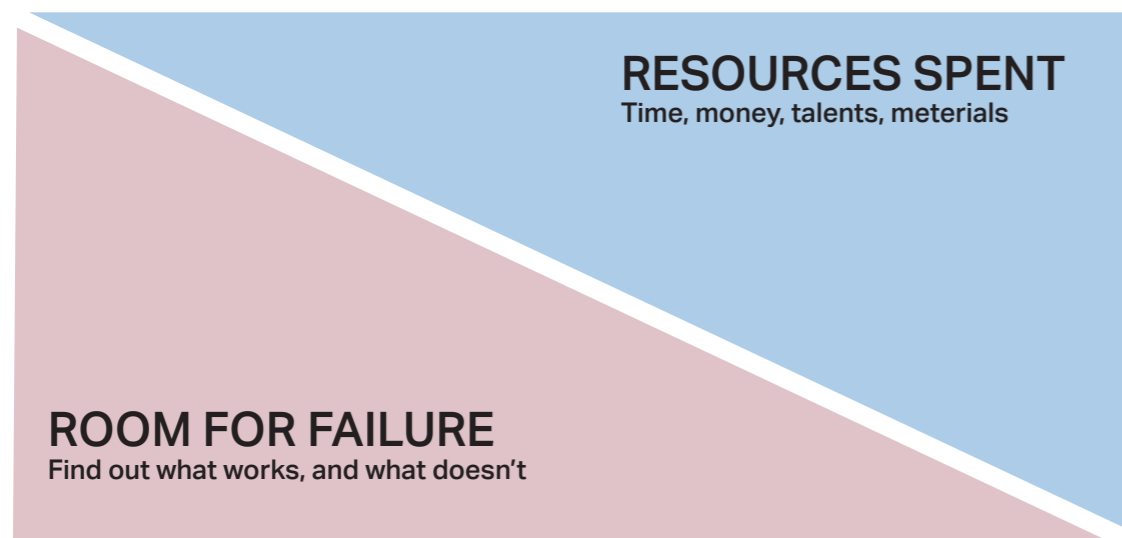 RESOURCES SPENT
Time, money, talents, meterials
ROOM FOR FAILURE
Find out what works, and what doesn’t